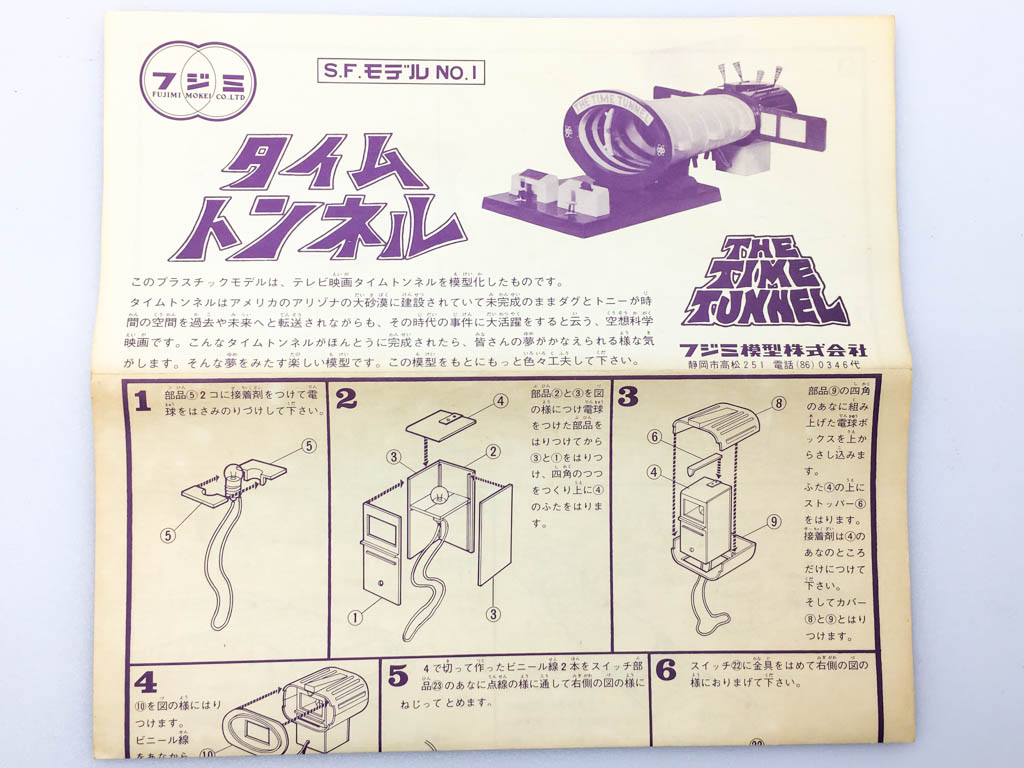 フジミ
FUJIMI MOKEI CO.,LTD
S.F.モデル NO.1
THE TIME TUNNEL
タイム
トンネル
THE
TIME
TUNNEL
このプラスチックモデルは、テレビ映画タイムトンネルを模型化したものです。
タイムトンネルはアメリカのアリゾナの大砂漠に建設されていて未完成のままダグとトニーが時
間の空間を過去や未来へと転送されながらも、その時代の事件に大活躍をすると云う、空想科学
映画です。こんなタイムトンネルがほんとうに完成されたら、皆さんの夢がかなえられる様な気
がします。そんな夢をみたす楽しい模型です。この模型をもとにもっと色々工夫して下さい。
フジミ模型株式会社
静岡市高松251 電話(86)0346代
1
部品⑤2コに接着剤をつけて電
球をはさみのりづけして下さい。
⑤
⑤
2
部品②と③を図
の様につけ電球
をつけた部品を
はりつけてから
③と①をはりつ
け、四角のつつ
をつくり上に④
のふたをはりま
す。
④
②
③
①
③
3
部品⑨の四角
のあなに組み
上げた電球ボ
ックスを上か
らさし込みま
す。
ふた④の上に
ストッパー⑥
をはります。
接着剤は④の
あなのところ
だけにつけて
下さい。
そしてカバー
⑧と⑨とはり
つけます。
⑧
⑥
④
⑨
4
⑩を図の様にはり
つけます。
ビニール線
をあなから
⑩
5
4で切って作ったビニール線2本をスイッチ部
品㉓のあなに点線の様に通して右側の図の様に
ねじってとめます。
6
スイッチ㉒に金具をはめて右側の図の
様におりまげて下さい。
㉒